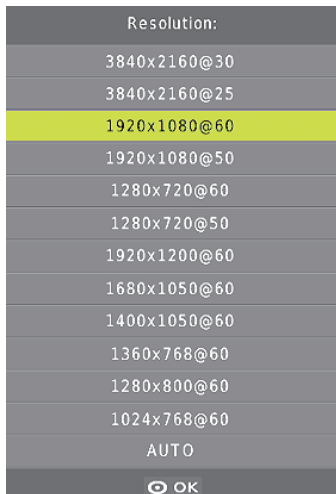 Resolution:
3840x2160@30
3840x2160@25
1920x1080@60
1920x1080@50
1280x720@60
1280x720@50
1920x1200@60
1680x1050@60
1400x1050@60
1360x768@60
1280x800@60
1024x768@60
AUTO
OK